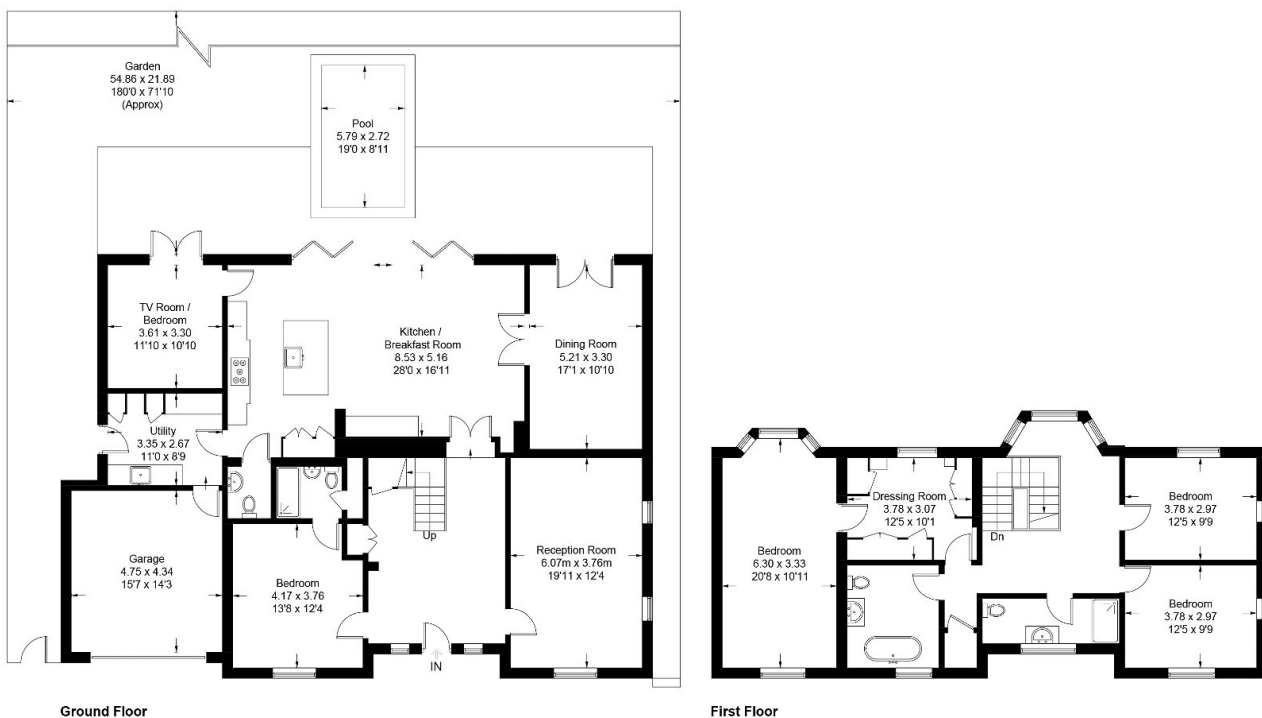 Garden
54.86 x 21.89
180'0 x 71'10
(Approx)
Pool
5.79 x 2.72
19'0 x 8'11
TV Room /
Bedroom
3.61 x 3.30
11'10 x 10'10
Kitchen /
Breakfast Room
8.53 x 5.16
28'0 x 16'11
Dining Room
5.21 x 3.30
17'1 x 10'10
Utility
3.35 x 2.67
11'0 x 8'9
Garage
4.75 x 4.34
15'7 x 14'3
Bedroom
4.17 x 3.76
13'8 x 12'4
Up
Reception Room
6.07m x 3.76m
19'11 x 12'4
IN
Ground Floor
Bedroom
6.30 x 3.33
20'8 x 10'11
Dressing Room
3.78 x 3.07
12'5 x 10'1
Dn
Bedroom
3.78 x 2.97
12'5 x 9'9
Bedroom
3.78 x 2.97
12'5 x 9'9
First Floor